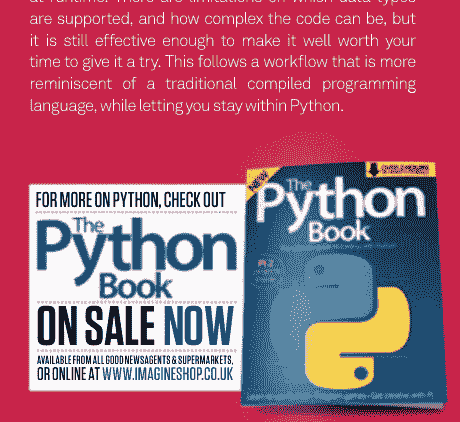 at runtime. There are limitations on which data types
are supported, and how complex the code can be, but
it is still effective enough to make it well worth your
time to give it a try. This follows a workflow that is more
reminiscent of a traditional compiled programming
language, while letting you stay within Python.
FOR MORE ON PYTHON, CHECK OUT
The
Python
Book
ON SALE NOW
AVAILABLE FROM ALL GOOD NEWSAGENTS & SUPERMARKETS,
OR ONLINE AT WWW.IMAGINESHOP.CO.UK
NEW
The
Python
Book